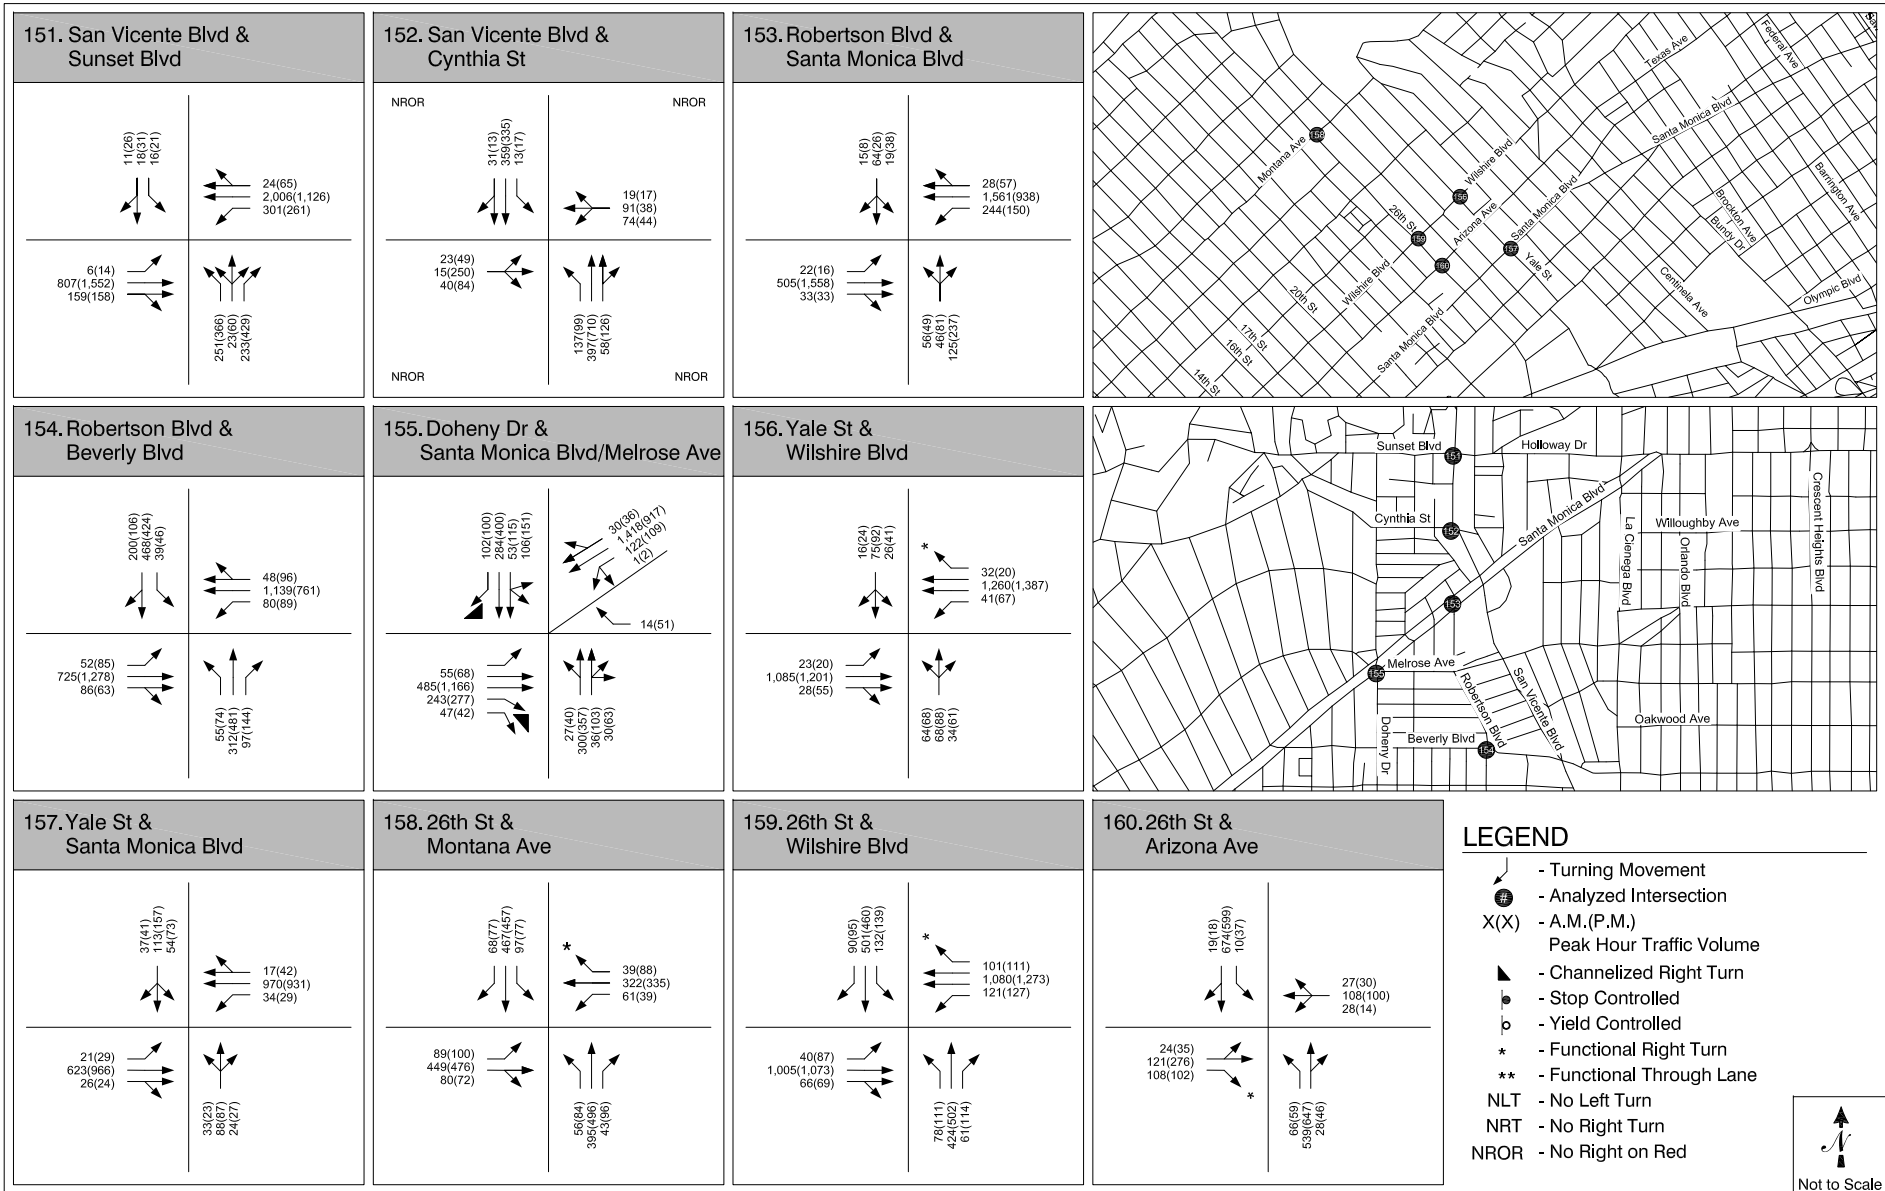 151. San Vicente Blvd &
Sunset Blvd
11(26)
18(31)
16(21)
24(65)
2,006(1,126)
301(261)
6(14)
807(1,552)
159(158)
251(366)
23(60)
233(429)
152. San Vicente Blvd &
Cynthia St
NROR
NROR
31(13)
359(335)
13(17)
19(17)
91(38)
74(44)
23(49)
15(250)
40(84)
137(99)
397(710)
58(126)
NROR
NROR
153. Robertson Blvd &
Santa Monica Blvd
15(8)
64(26)
19(38)
28(57)
1,561(938)
244(150)
22(16)
505(1,558)
33(33)
56(49)
46(81)
125(237)
Texas Ave
Federal Ave
Santa Monica Blvd
Montana Ave
158
Wilshire Blvd
156
26th St
159
Arizona Ave
160
Santa Monica Blvd
157
Yale St
Barrington Ave
Brockton Ave
Bundy Dr
Centinela Ave
Olympic Blvd
Wilshire Blvd
20th St
17th St
16th St
14th St
Santa Monica Blvd
154. Robertson Blvd &
Beverly Blvd
200(106)
468(424)
39(46)
48(96)
1,139(761)
80(89)
52(85)
725(1,278)
86(63)
55(74)
312(481)
97(144)
155. Doheny Dr &
Santa Monica Blvd/Melrose Ave
102(100)
284(400)
53(115)
106(151)
30(36)
1,418(917)
122(109)
1(2)
14(51)
55(68)
485(1,166)
243(277)
47(42)
27(40)
300(357)
36(103)
30(63)
156. Yale St &
Wilshire Blvd
16(24)
75(92)
26(41)
*
32(20)
1,260(1,387)
41(67)
23(20)
1,085(1,201)
28(55)
64(68)
68(88)
34(61)
Sunset Blvd
151
Holloway Dr
Cynthia St
152
Santa Monica Blvd
153
La Cienega Blvd
Willoughby Ave
Orlando Blvd
Crescent Heights Blvd
155
Melrose Ave
Robertson Blvd
San Vicente Blvd
Oakwood Ave
Doheny Dr
Beverly Blvd
154
157. Yale St &
Santa Monica Blvd
37(41)
113(157)
54(73)
17(42)
970(931)
34(29)
21(29)
623(966)
26(24)
33(23)
88(87)
24(27)
158. 26th St &
Montana Ave
68(77)
467(457)
97(77)
*
39(88)
322(335)
61(39)
89(100)
449(476)
80(72)
56(84)
395(496)
43(96)
159. 26th St &
Wilshire Blvd
90(95)
501(460)
132(139)
*
101(111)
1,080(1,273)
121(127)
40(87)
1,005(1,073)
66(69)
78(111)
424(502)
61(114)
160. 26th St &
Arizona Ave
19(18)
674(599)
10(37)
27(30)
108(100)
28(14)
24(35)
121(276)
108(102)
*
66(59)
539(647)
28(46)
LEGEND
- Turning Movement
# - Analyzed Intersection
X(X) - A.M.(P.M.)
Peak Hour Traffic Volume
- Channelized Right Turn
- Stop Controlled
- Yield Controlled
* - Functional Right Turn
** - Functional Through Lane
NLT - No Left Turn
NRT - No Right Turn
NROR - No Right on Red
N
Not to Scale